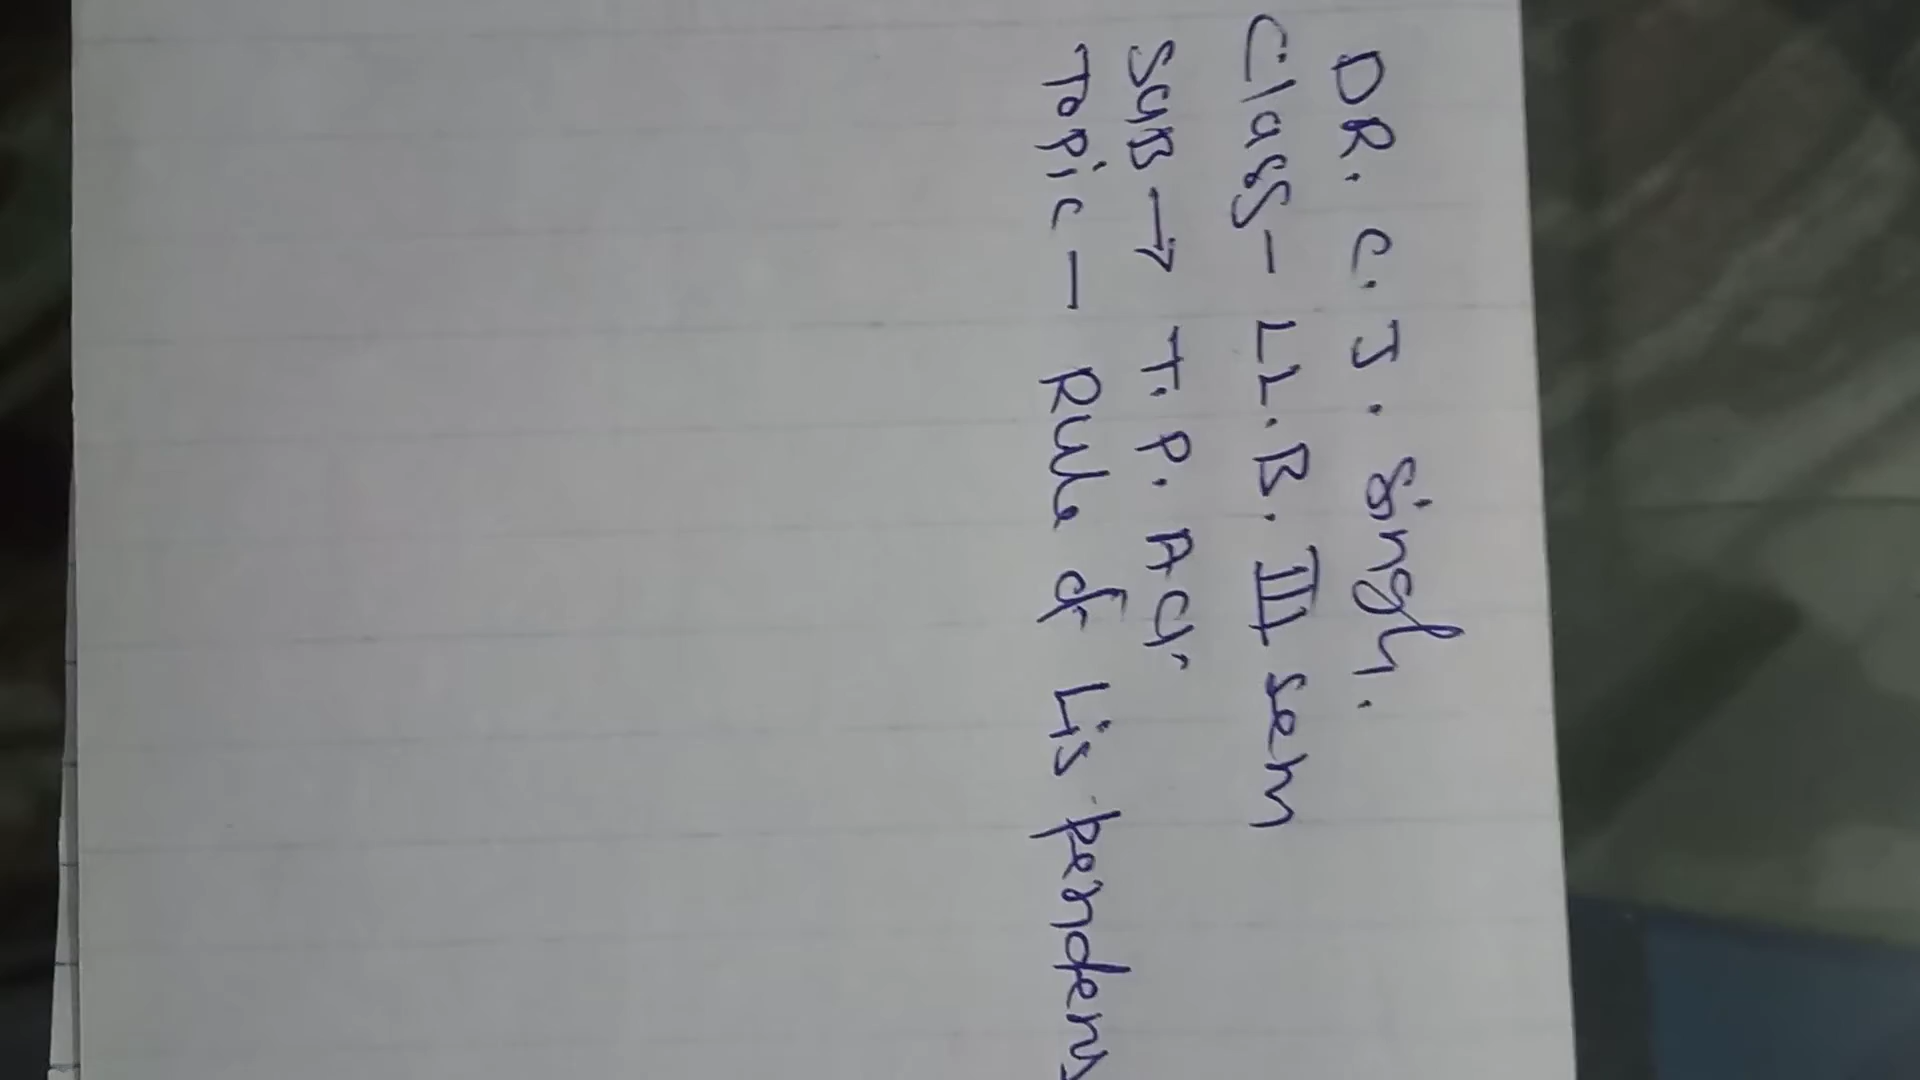 DR. C. J. Singh.
Class - LL.B. III sem
SUB → T. P. Act.
Topic - Rule of Lis pendens